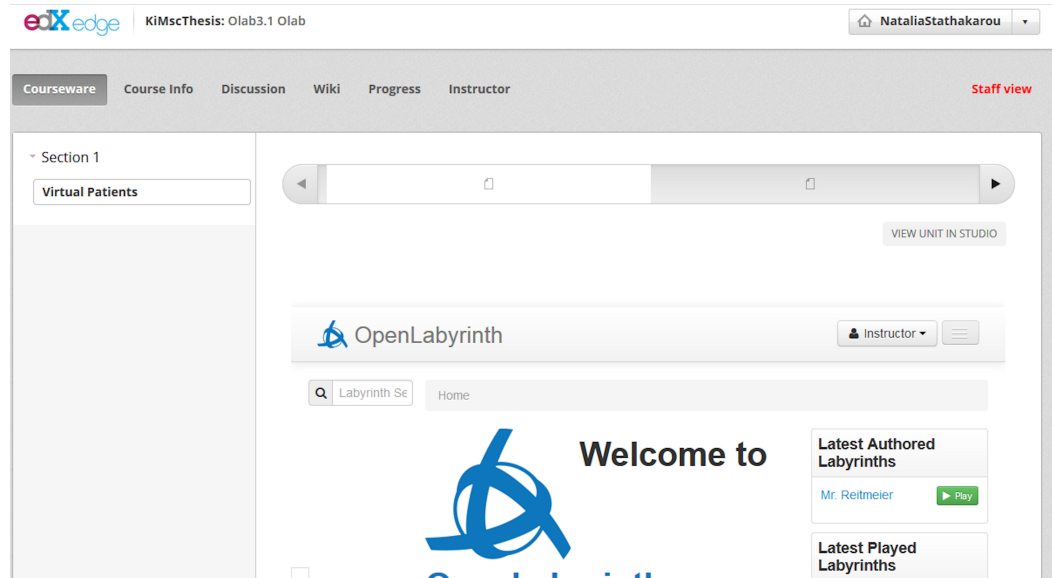 edX edge
KiMscThesis: Olab3.1 Olab
NataliaStathakarou
Courseware
Course Info
Discussion
Wiki
Progress
Instructor
Staff view
Section 1
Virtual Patients
VIEW UNIT IN STUDIO
OpenLabyrinth
Instructor
Labyrinth Se
Home
Welcome to
Latest Authored
Labyrinths
Mr. Reitmeier
Play
Latest Played
Labyrinths